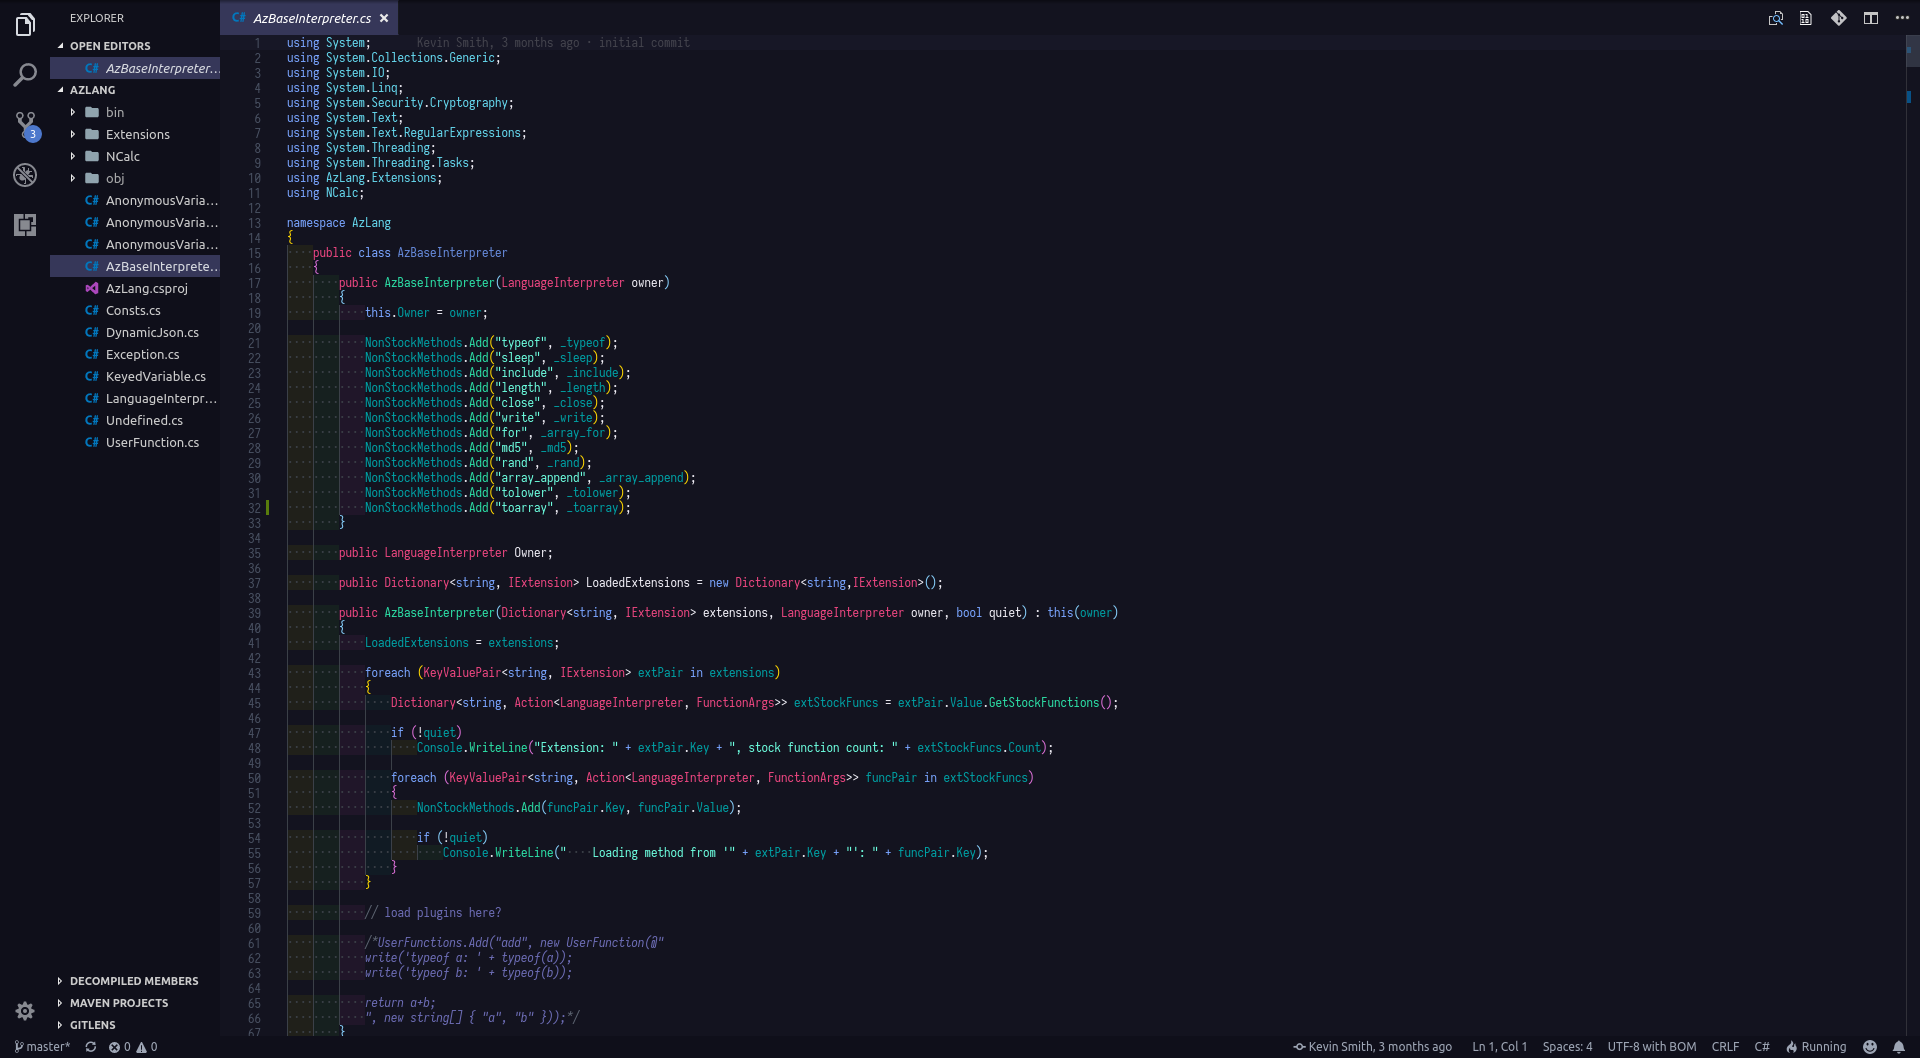 EXPLORER
OPEN EDITORS
C# AzBaseInterpreter...
AZLANG
bin
Extensions
NCalc
obj
C# AnonymousVaria...
C# AnonymousVaria...
C# AnonymousVaria...
C# AzBaseInterprete...
AzLang.csproj
C# Consts.cs
C# DynamicJson.cs
C# Exception.cs
C# KeyedVariable.cs
C# LanguageInterpr...
C# Undefined.cs
C# UserFunction.cs
DECOMPILED MEMBERS
MAVEN PROJECTS
GITLENS
3
C# AzBaseInterpreter.cs ×
1 using System; Kevin Smith, 3 months ago · initial commit
2 using System.Collections.Generic;
3 using System.IO;
4 using System.Linq;
5 using System.Security.Cryptography;
6 using System.Text;
7 using System.Text.RegularExpressions;
8 using System.Threading;
9 using System.Threading.Tasks;
10 using AzLang.Extensions;
11 using NCalc;
12
13 namespace AzLang
14 {
15 public class AzBaseInterpreter
16 {
17 public AzBaseInterpreter(LanguageInterpreter owner)
18 {
19 this.Owner = owner;
20
21 NonStockMethods.Add("typeof", _typeof);
22 NonStockMethods.Add("sleep", _sleep);
23 NonStockMethods.Add("include", _include);
24 NonStockMethods.Add("length", _length);
25 NonStockMethods.Add("close", _close);
26 NonStockMethods.Add("write", _write);
27 NonStockMethods.Add("for", _array_for);
28 NonStockMethods.Add("md5", _md5);
29 NonStockMethods.Add("rand", _rand);
30 NonStockMethods.Add("array_append", _array_append);
31 NonStockMethods.Add("tolower", _tolower);
32 NonStockMethods.Add("toarray", _toarray);
33 }
34
35 public LanguageInterpreter Owner;
36
37 public Dictionary<string, IExtension> LoadedExtensions = new Dictionary<string,IExtension>();
38
39 public AzBaseInterpreter(Dictionary<string, IExtension> extensions, LanguageInterpreter owner, bool quiet) : this(owner)
40 {
41 LoadedExtensions = extensions;
42
43 foreach (KeyValuePair<string, IExtension> extPair in extensions)
44 {
45 Dictionary<string, Action<LanguageInterpreter, FunctionArgs>> extStockFuncs = extPair.Value.GetStockFunctions();
46
47 if (!quiet)
48 Console.WriteLine("Extension: " + extPair.Key + ", stock function count: " + extStockFuncs.Count);
49
50 foreach (KeyValuePair<string, Action<LanguageInterpreter, FunctionArgs>> funcPair in extStockFuncs)
51 {
52 NonStockMethods.Add(funcPair.Key, funcPair.Value);
53
54 if (!quiet)
55 Console.WriteLine("····Loading method from '" + extPair.Key + "': " + funcPair.Key);
56 }
57 }
58
59 // load plugins here?
60
61 /*UserFunctions.Add("add", new UserFunction(@"
62 write('typeof a: ' + typeof(a));
63 write('typeof b: ' + typeof(b));
64
65 return a+b;
66 ", new string[] { "a", "b" }));*/
67 }
master* 0 0 Kevin Smith, 3 months ago Ln 1, Col 1 Spaces: 4 UTF-8 with BOM CRLF C# Running